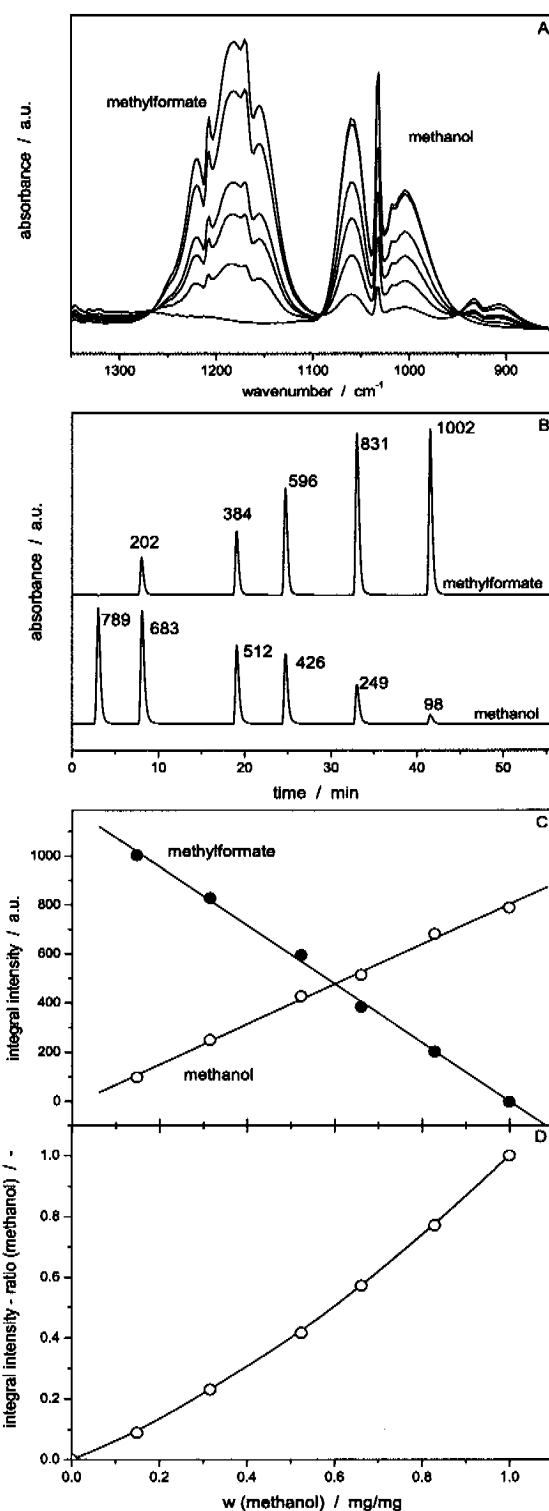 A
methylformate
methanol
absorbance / a.u.
1300 1200 1100 1000 900
wavenumber / cm⁻¹
B
1002
831
596
384
202
methylformate
789
683
512
426
249
98
methanol
absorbance / a.u.
0 10 20 30 40 50
time / min
C
methylformate
1000
800
600
400
200
0
methanol
integral intensity / a.u.
D
1.0
0.8
0.6
0.4
0.2
0.0
integral intensity - ratio (methanol) / -
0.0 0.2 0.4 0.6 0.8 1.0
w (methanol) / mg/mg